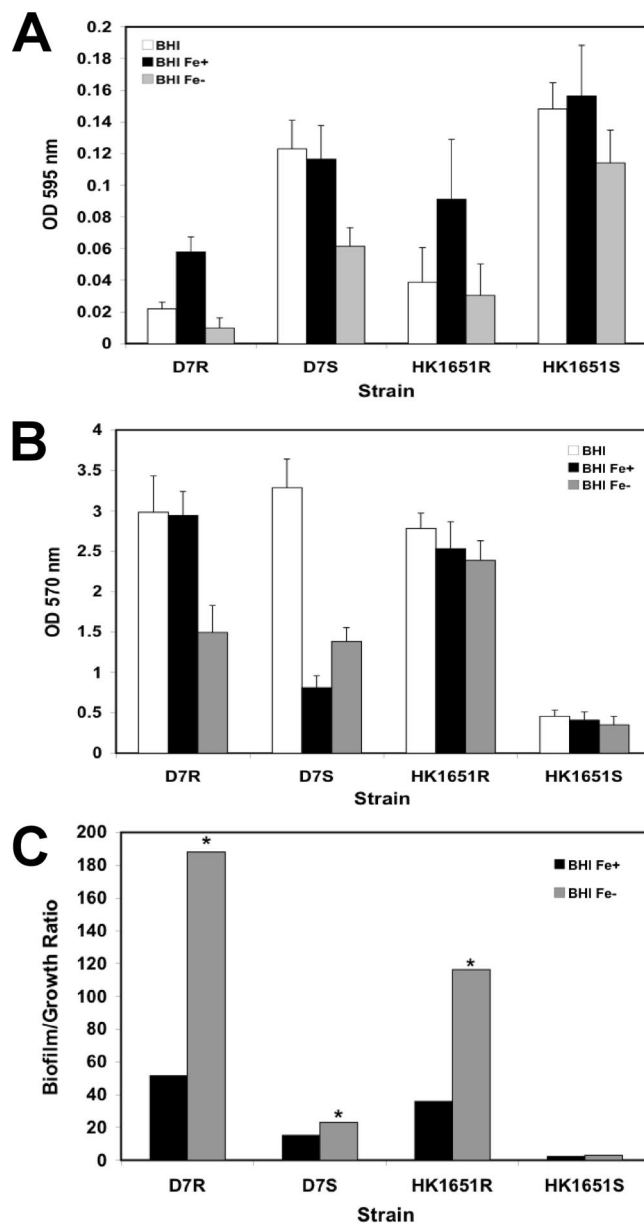 A
0.2
0.18
0.16
0.14
0.12
0.1
0.08
0.06
0.04
0.02
0
OD 595 nm
BHI
BHI Fe+
BHI Fe-
D7R D7S HK1651R HK1651S
Strain
B
4
3.5
3
2.5
2
1.5
1
0.5
0
OD 570 nm
BHI
BHI Fe+
BHI Fe-
D7R D7S HK1651R HK1651S
Strain
C
200
180
160
140
120
100
80
60
40
20
0
Biofilm/Growth Ratio
BHI Fe+
BHI Fe-
*
*
*
D7R D7S HK1651R HK1651S
Strain